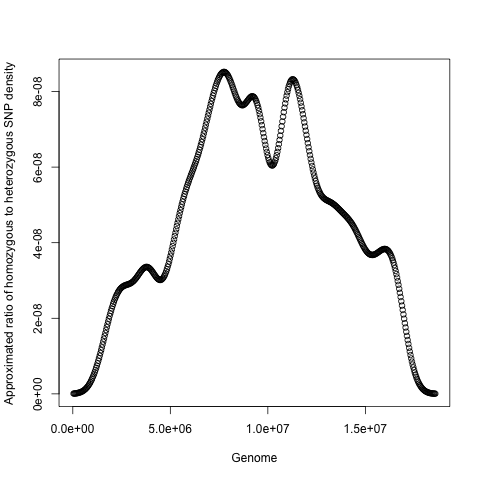 Approximated ratio of homozygous to heterozygous SNP density
8e-08
6e-08
4e-08
2e-08
0e+00
0.0e+00 5.0e+06 1.0e+07 1.5e+07
Genome